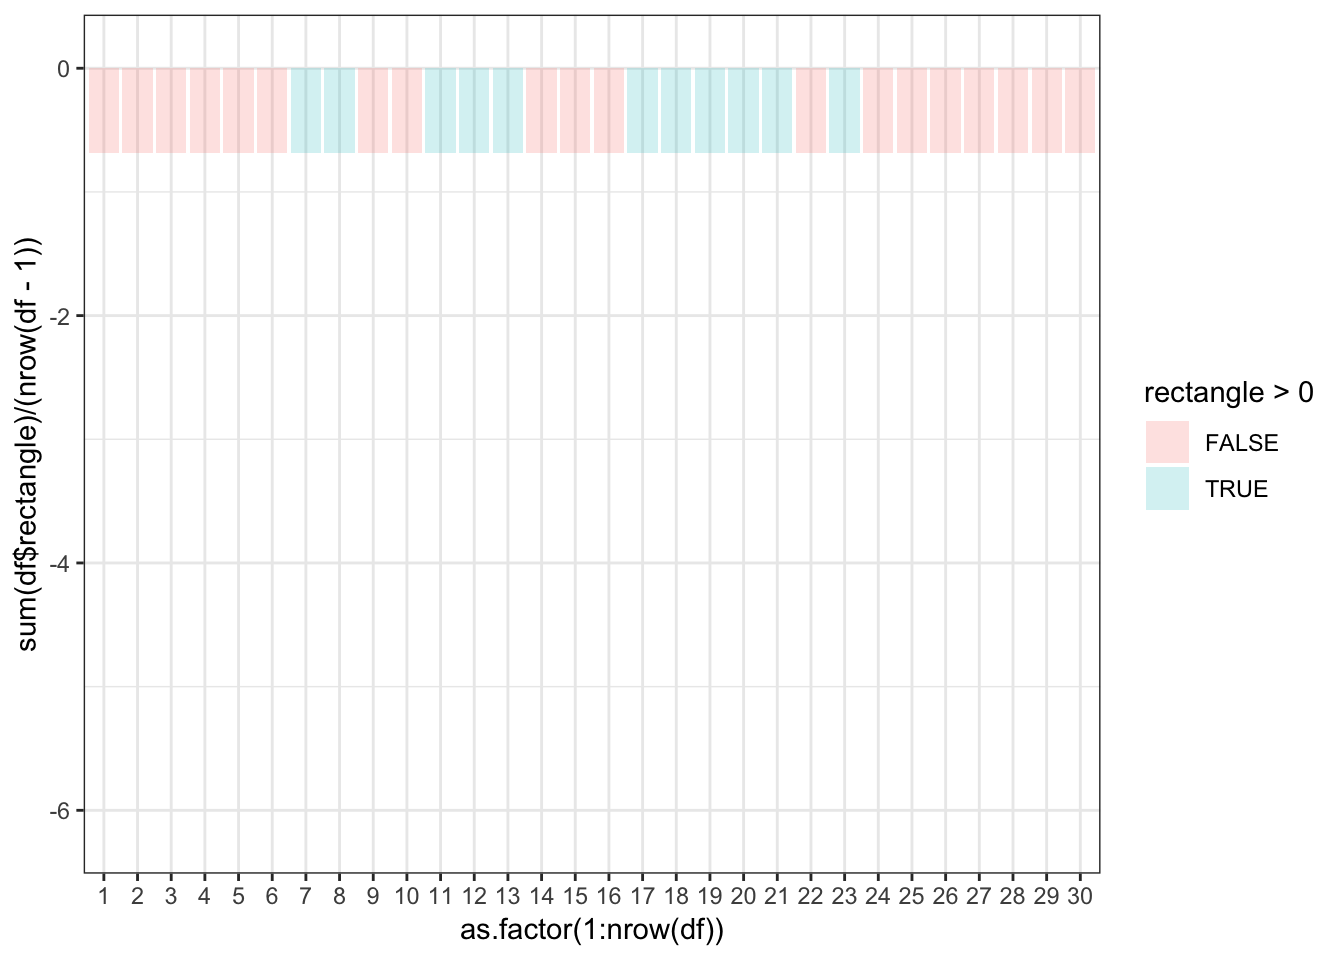 0
-2
-4
-6
sum(df$rectangle)/(nrow(df - 1))
1 2 3 4 5 6 7 8 9 10 11 12 13 14 15 16 17 18 19 20 21 22 23 24 25 26 27 28 29 30
as.factor(1:nrow(df))
rectangle > 0
FALSE
TRUE